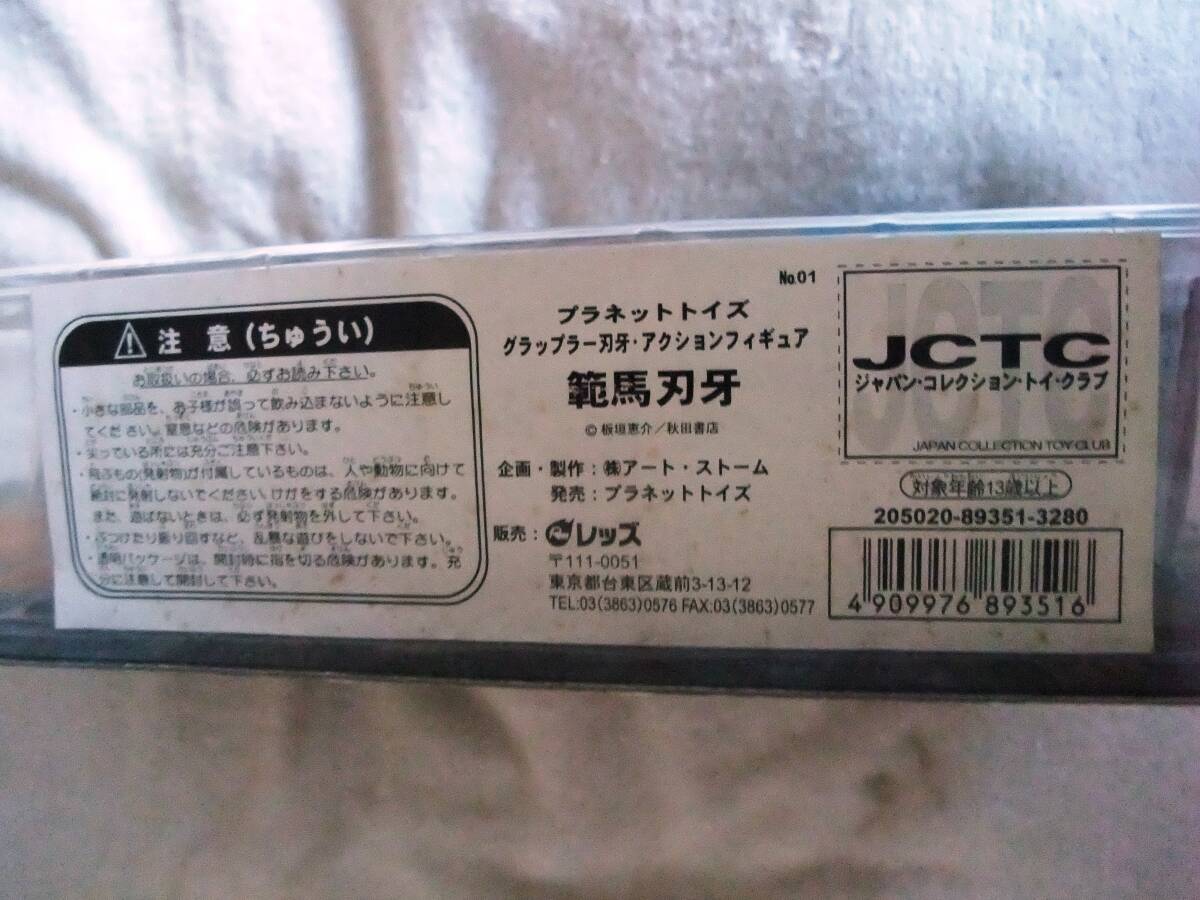 注 意 (ちゅうい)
お取扱いの場合、必ずお読み下さい。
・小さな部品を、お子様が誤って飲み込まないように注意し
てください。窒息などの危険があります。
・尖っている所には充分ご注意下さい。
・飛ぶもの(発射物)が付属しているものは、人や動物に向けて
絶対に発射しないでください。けがをする危険があります。
また、遊ばないときは、必ず発射物を外して下さい。
・ぶつけたり振り回すなど、乱暴な遊びをしないで下さい。
・透明パッケージは、開封時に指を切る危険があります。充
分に注意して開封して下さい。
No.01
プラネットトイズ
グラップラー刃牙・アクションフィギュア
範馬刃牙
© 板垣恵介／秋田書店
企画・製作：㈱アート・ストーム
発売：プラネットトイズ
販売：レッズ
〒111-0051
東京都台東区蔵前3-13-12
TEL:03(3863)0576 FAX:03(3863)0577
JCTC
JCTC
ジャパン・コレクション・トイ・クラブ
JAPAN COLLECTION TOY CLUB
対象年齢13歳以上
205020-89351-3280
4 909976 893516